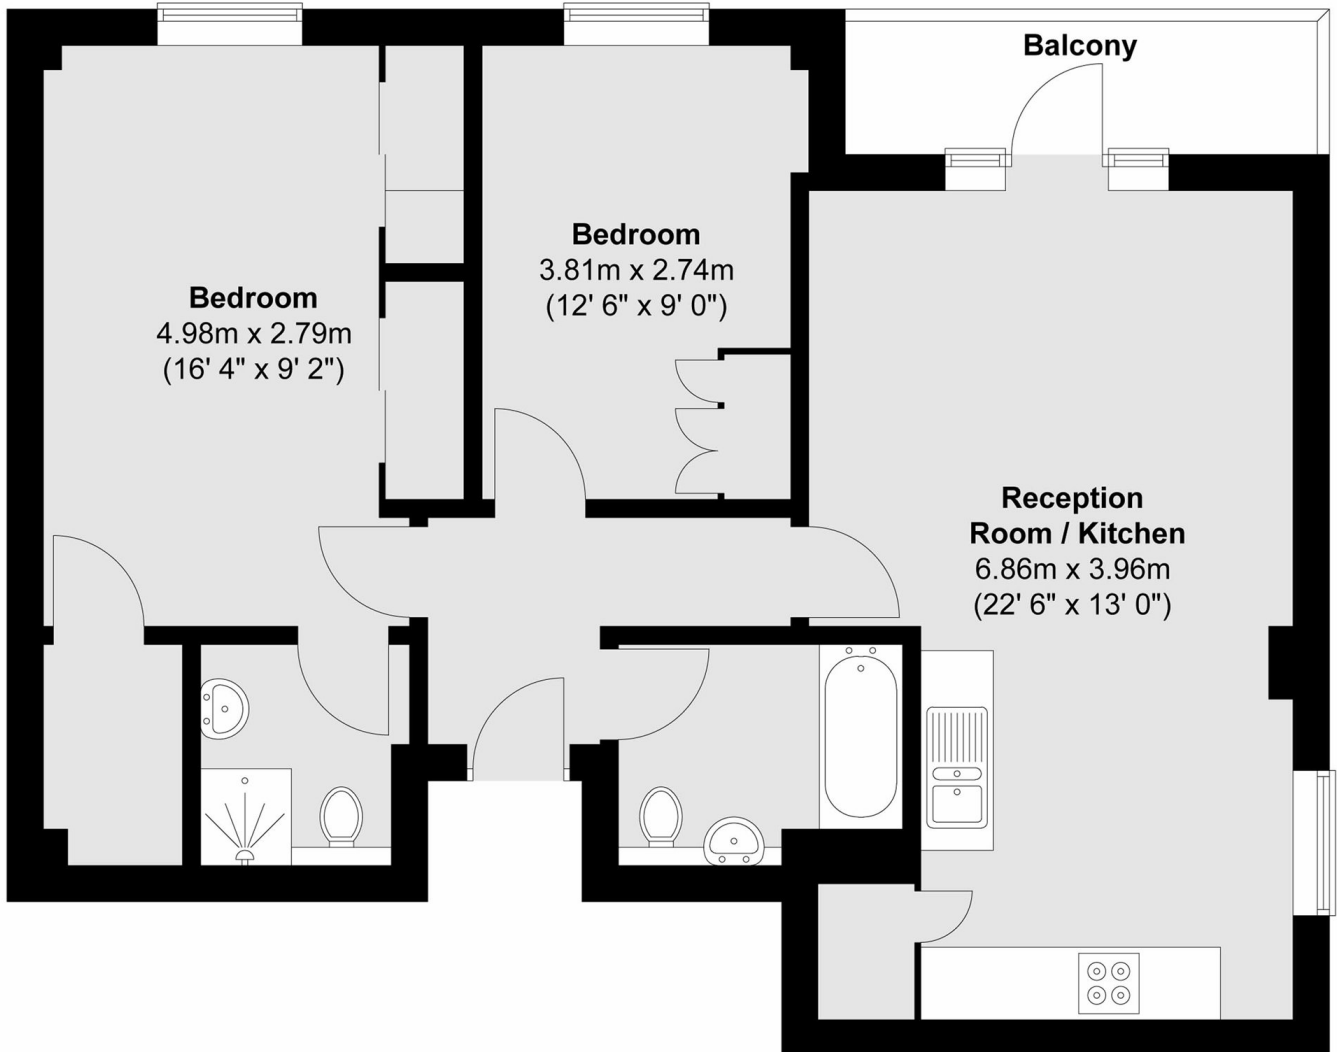 Balcony
Bedroom
4.98m x 2.79m
(16' 4" x 9' 2")
Bedroom
3.81m x 2.74m
(12' 6" x 9' 0")
Reception
Room / Kitchen
6.86m x 3.96m
(22' 6" x 13' 0")